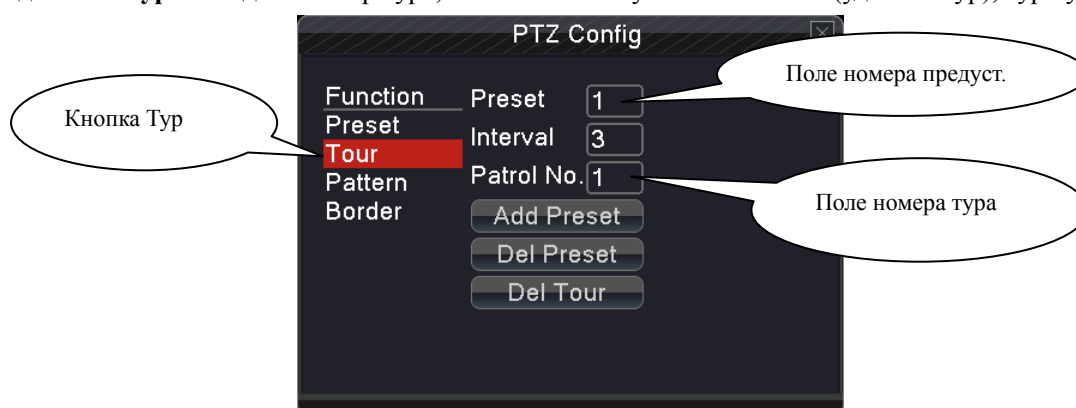 PTZ Config
Поле номера предуст.
Кнопка Тур
Function
Preset
Tour
Pattern
Border
Preset 1
Interval 3
Patrol No. 1
Add Preset
Del Preset
Del Tour
Поле номера тура